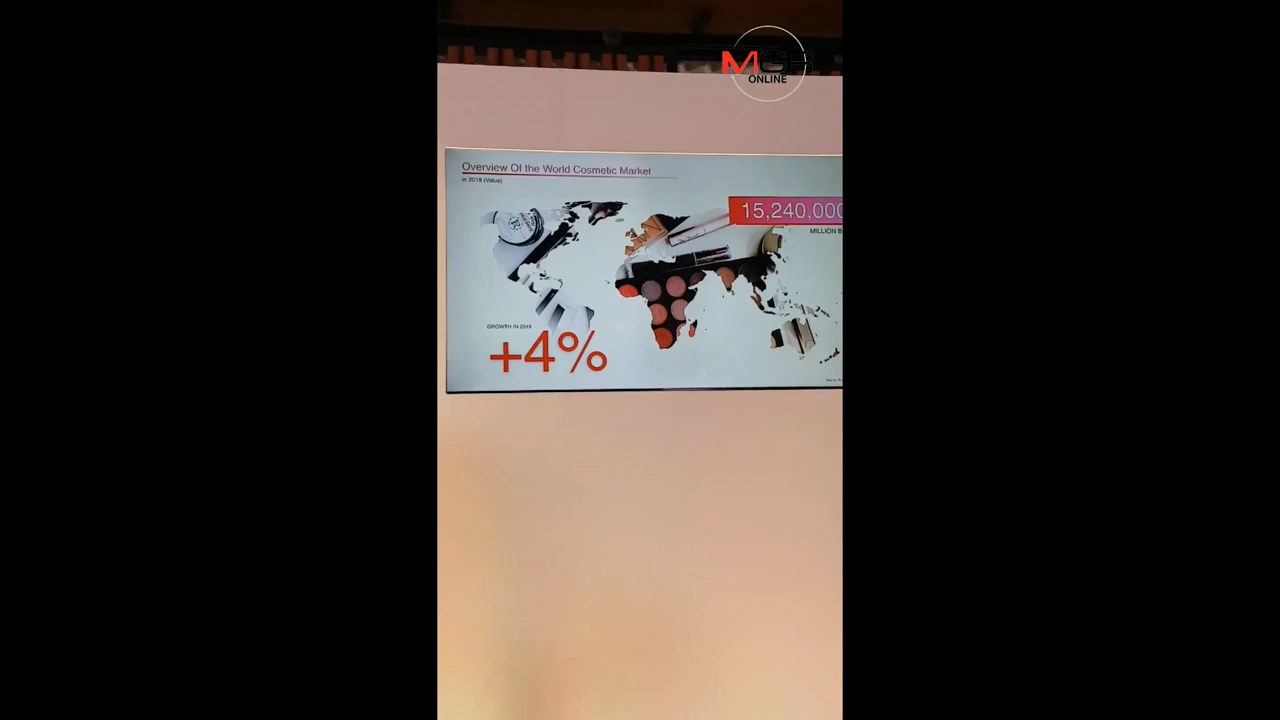 MGR
ONLINE
Overview Of the World Cosmetic Market
in 2018 (Value)
15,240,000
MILLION B
GROWTH IN 2018
+4%